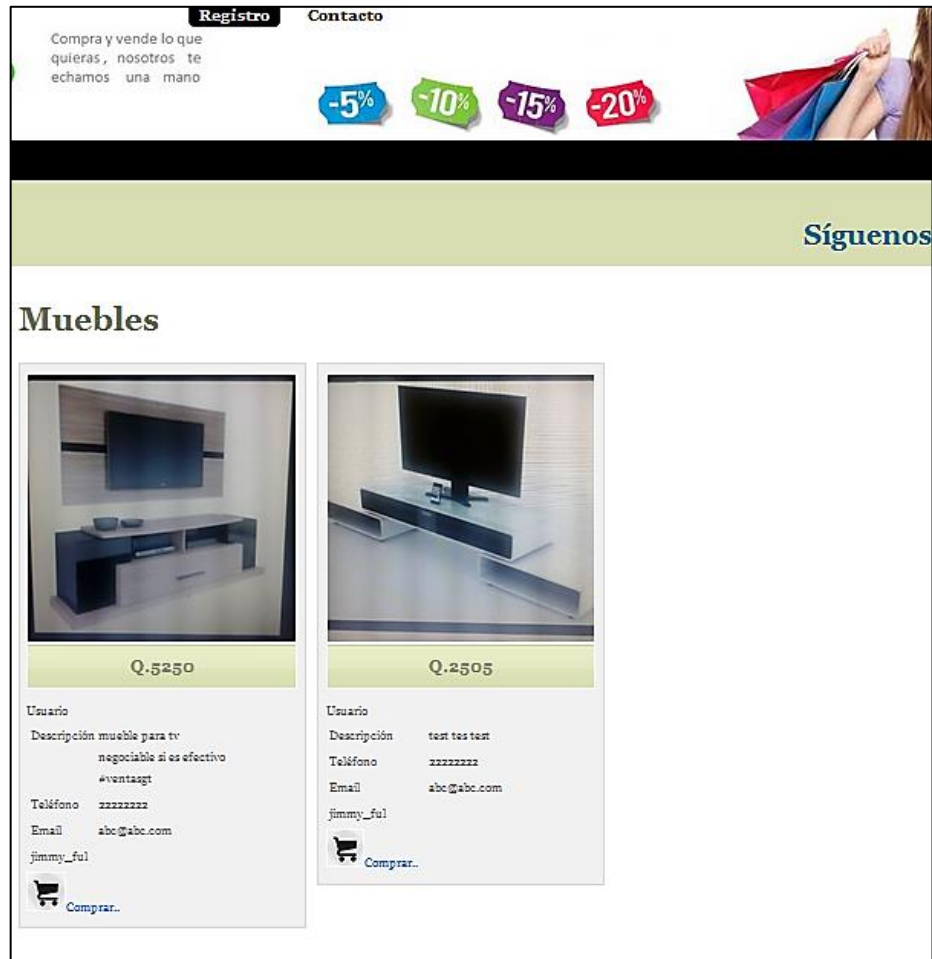 Registro Contacto
Compra y vende lo que
quieras, nosotros te
echamos una mano
-5% -10% -15% -20%
Síguenos
Muebles
Q.5250
Usuario
Descripción mueble para tv
negociable si es efectivo
#ventasgt
Teléfono zzzzzzzz
Email abc@abc.com
jimmy_ful
Comprar..
Q.2505
Usuario
Descripción test tes test
Teléfono zzzzzzzz
Email abc@abc.com
jimmy_ful
Comprar..